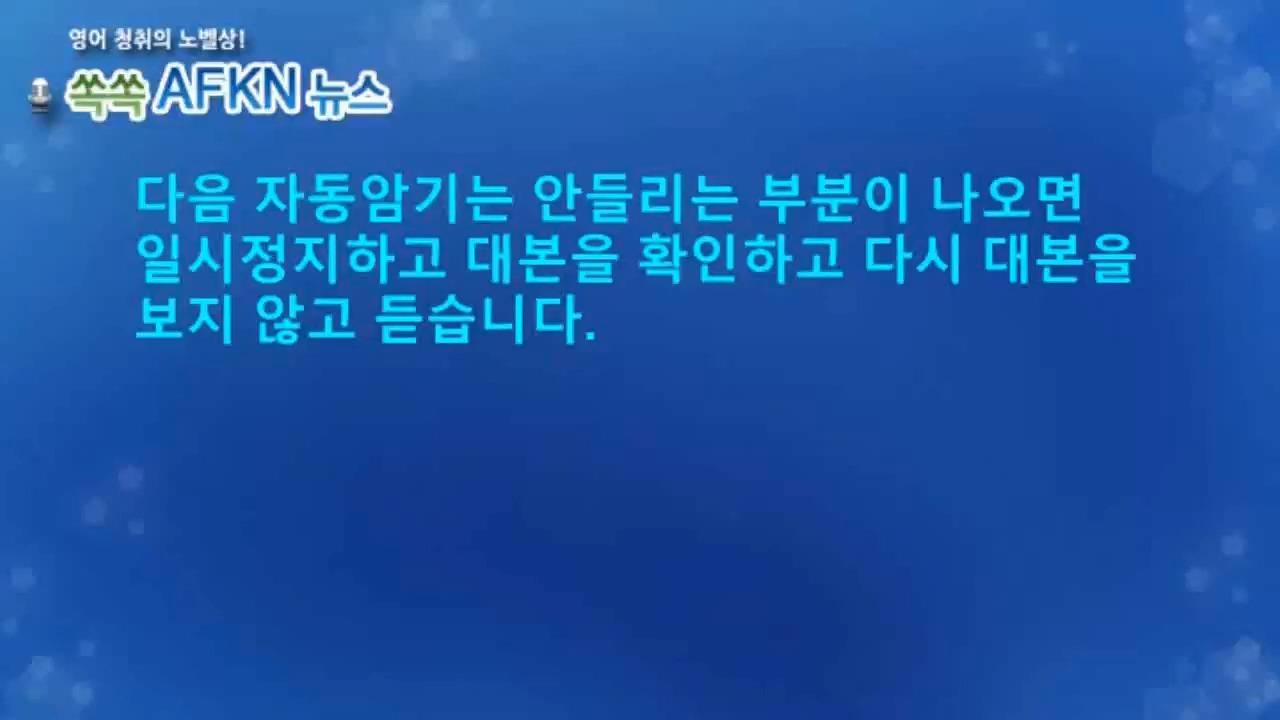 영어 청취의 노벨상!
쏙쏙 AFKN 뉴스
다음 자동암기는 안들리는 부분이 나오면
일시정지하고 대본을 확인하고 다시 대본을
보지 않고 듣습니다.